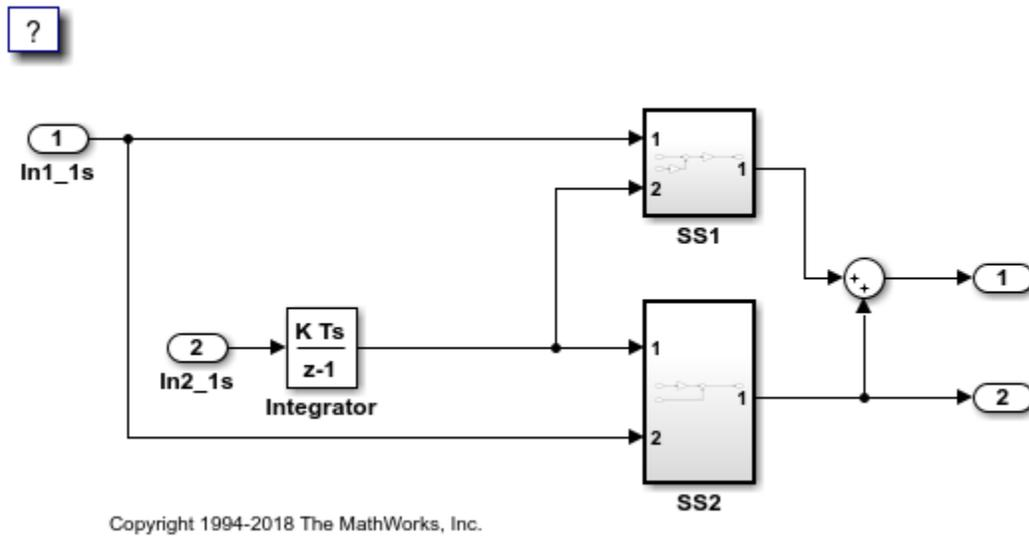 ?
1
In1_1s
1
2
1
SS1
+
+
1
2
In2_1s
K Ts
z-1
Integrator
1
2
1
SS2
2
Copyright 1994-2018 The MathWorks, Inc.